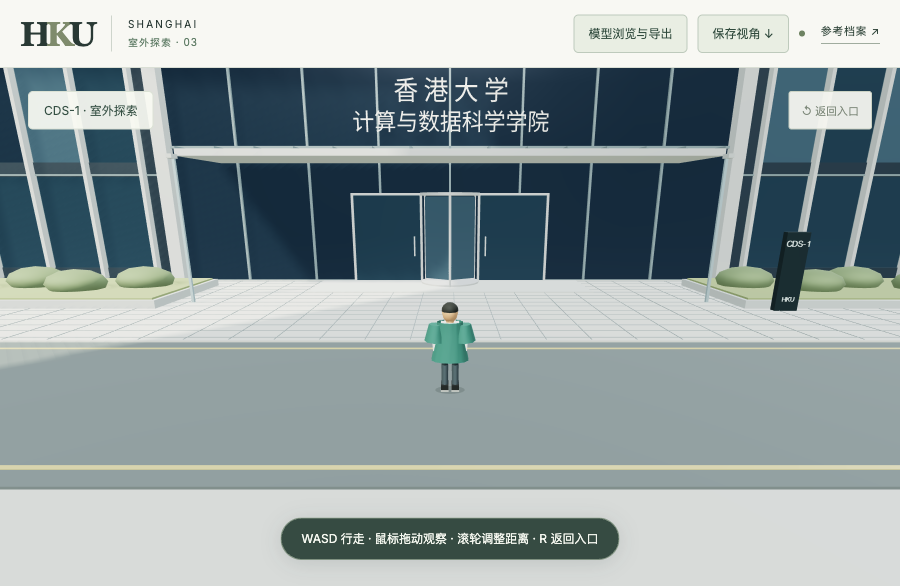 HKU
SHANGHAI
室外探索 · 03
模型浏览与导出
保存视角 ↓
参考档案 ↗
香港大学
计算与数据科学学院
CDS-1 · 室外探索
返回入口
CDS-1
HKU
WASD 行走 · 鼠标拖动观察 · 滚轮调整距离 · R 返回入口